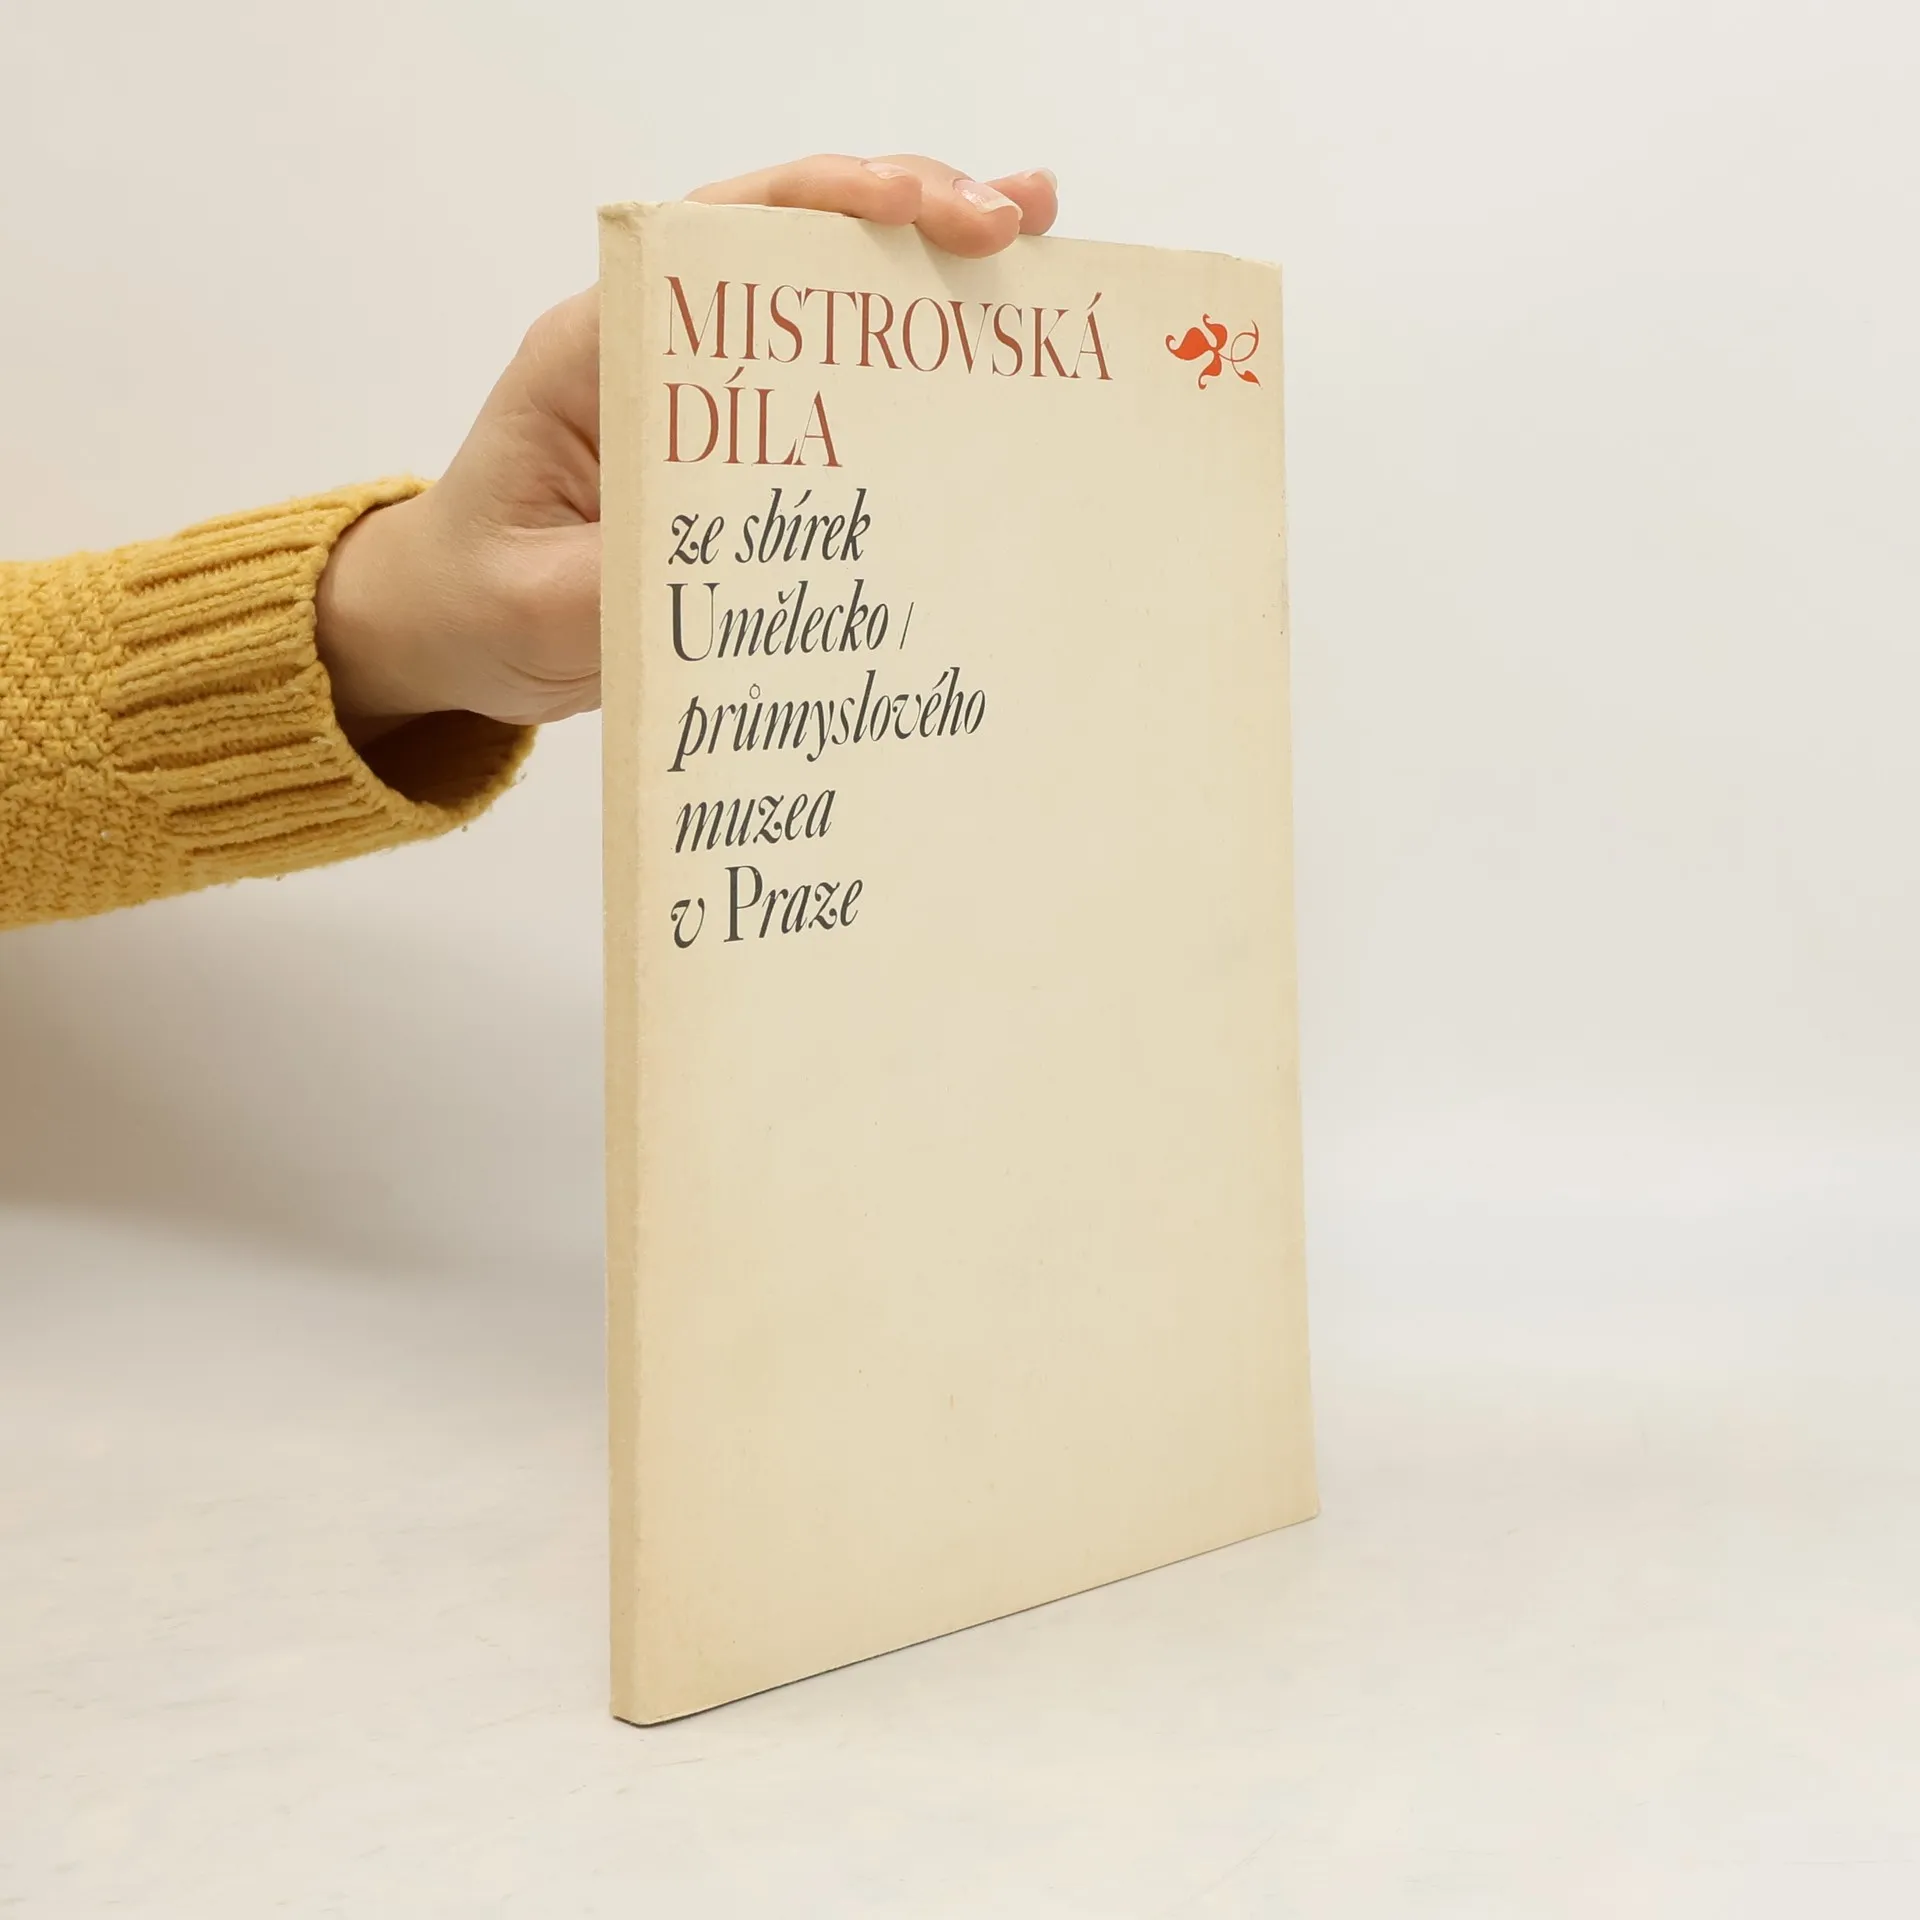 MISTROVSKÁ
DÍLA
ze sbírek
Umělecko /
průmyslového
muzea
v Praze